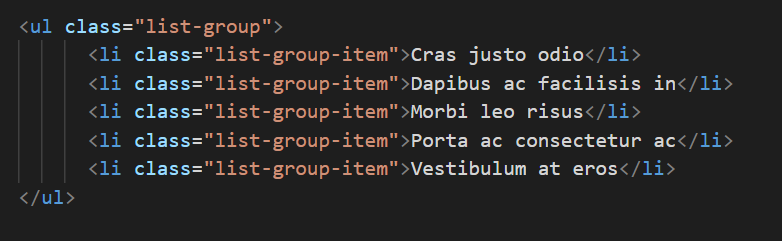 <ul class="list-group">
<li class="list-group-item">Cras justo odio</li>
<li class="list-group-item">Dapibus ac facilisis in</li>
<li class="list-group-item">Morbi leo risus</li>
<li class="list-group-item">Porta ac consectetur ac</li>
<li class="list-group-item">Vestibulum at eros</li>
</ul>